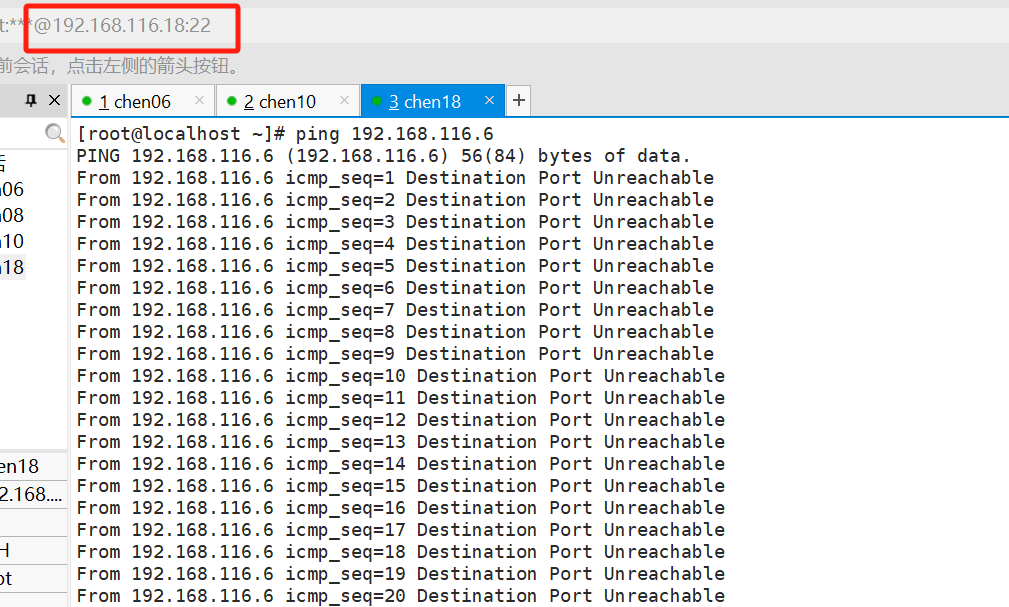 t:***@192.168.116.18:22
前会话，点击左侧的箭头按钮。
1 chen06 × 2 chen10 × 3 chen18 × +
[root@localhost ~]# ping 192.168.116.6
PING 192.168.116.6 (192.168.116.6) 56(84) bytes of data.
From 192.168.116.6 icmp_seq=1 Destination Port Unreachable
From 192.168.116.6 icmp_seq=2 Destination Port Unreachable
From 192.168.116.6 icmp_seq=3 Destination Port Unreachable
From 192.168.116.6 icmp_seq=4 Destination Port Unreachable
From 192.168.116.6 icmp_seq=5 Destination Port Unreachable
From 192.168.116.6 icmp_seq=6 Destination Port Unreachable
From 192.168.116.6 icmp_seq=7 Destination Port Unreachable
From 192.168.116.6 icmp_seq=8 Destination Port Unreachable
From 192.168.116.6 icmp_seq=9 Destination Port Unreachable
From 192.168.116.6 icmp_seq=10 Destination Port Unreachable
From 192.168.116.6 icmp_seq=11 Destination Port Unreachable
From 192.168.116.6 icmp_seq=12 Destination Port Unreachable
From 192.168.116.6 icmp_seq=13 Destination Port Unreachable
From 192.168.116.6 icmp_seq=14 Destination Port Unreachable
From 192.168.116.6 icmp_seq=15 Destination Port Unreachable
From 192.168.116.6 icmp_seq=16 Destination Port Unreachable
From 192.168.116.6 icmp_seq=17 Destination Port Unreachable
From 192.168.116.6 icmp_seq=18 Destination Port Unreachable
From 192.168.116.6 icmp_seq=19 Destination Port Unreachable
From 192.168.116.6 icmp_seq=20 Destination Port Unreachable
06
08
10
18
en18
2.168....
H
ot